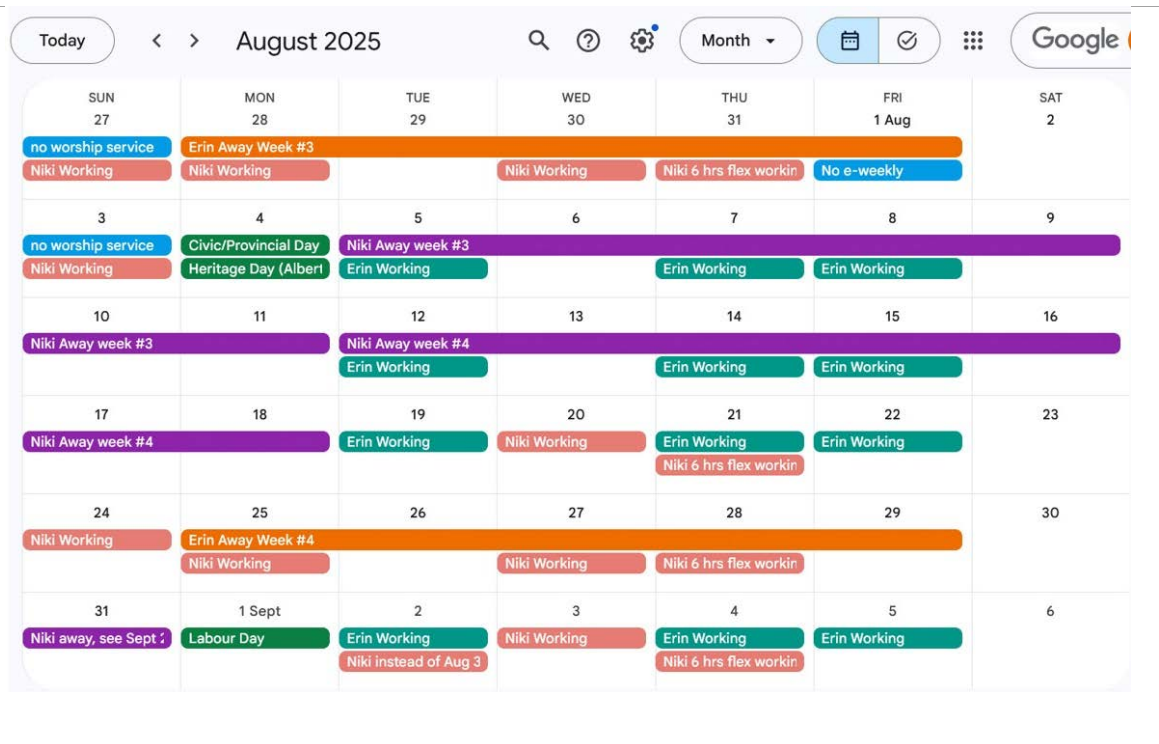 Today
August 2025
Month
Google
SUN MON TUE WED THU FRI SAT
27 28 29 30 31 1 Aug 2
no worship service Erin Away Week #3
Niki Working Niki Working Niki Working Niki 6 hrs flex workin No e-weekly
3 4 5 6 7 8 9
no worship service Civic/Provincial Day Niki Away week #3
Niki Working Heritage Day (Albert Erin Working Erin Working Erin Working
10 11 12 13 14 15 16
Niki Away week #3 Niki Away week #4
Erin Working Erin Working Erin Working
17 18 19 20 21 22 23
Niki Away week #4 Erin Working Niki Working Erin Working Erin Working
Niki 6 hrs flex workin
24 25 26 27 28 29 30
Niki Working Erin Away Week #4
Niki Working Niki Working Niki 6 hrs flex workin
31 1 Sept 2 3 4 5 6
Niki away, see Sept 2 Labour Day Erin Working Niki Working Erin Working Erin Working
Niki instead of Aug 3 Niki 6 hrs flex workin